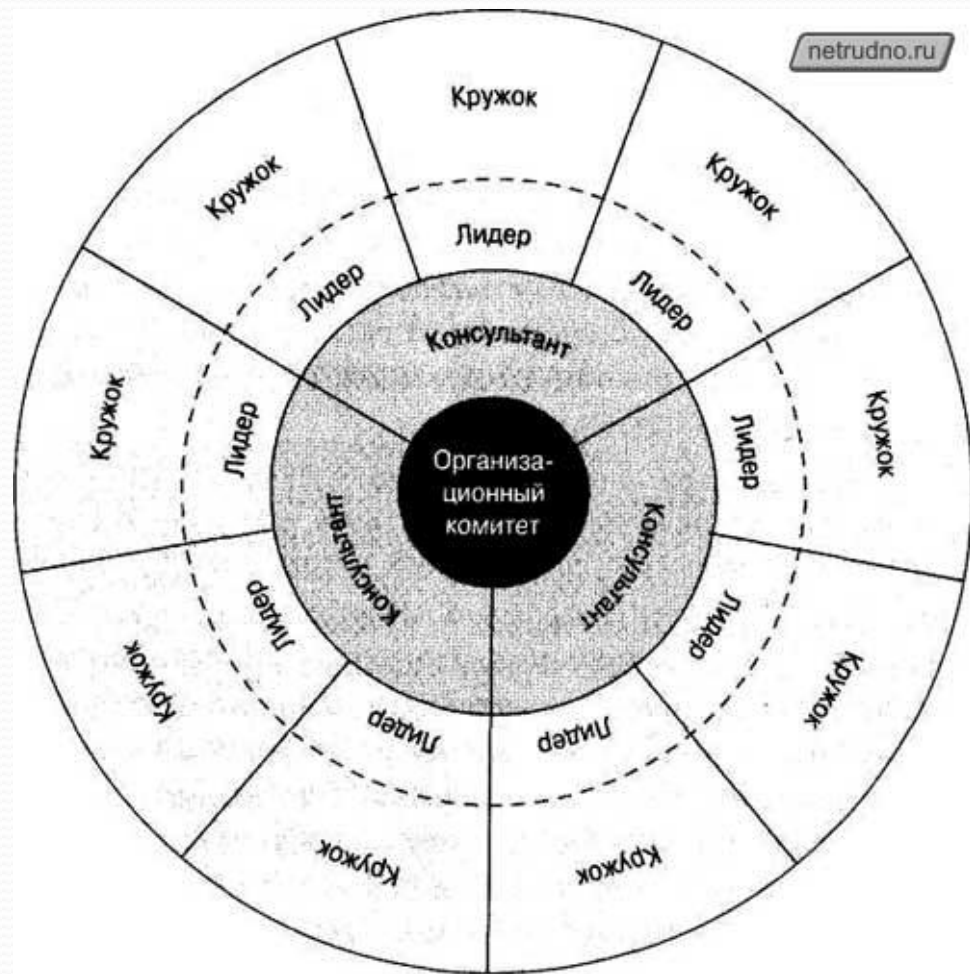 netrudno.ru
Кружок
Кружок
Кружок
Кружок
Кружок
Кружок
Кружок
Кружок
Кружок
Лидер
Лидер
Лидер
Лидер
Лидер
Лидер
Лидер
Лидер
Лидер
Консультант
Консультант
Консультант
Организа-
ционный
комитет